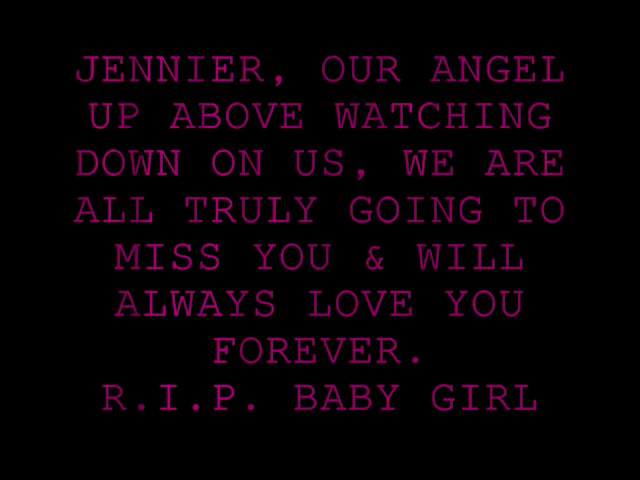 JENNIER, OUR ANGEL
UP ABOVE WATCHING
DOWN ON US, WE ARE
ALL TRULY GOING TO
MISS YOU & WILL
ALWAYS LOVE YOU
FOREVER.
R.I.P. BABY GIRL